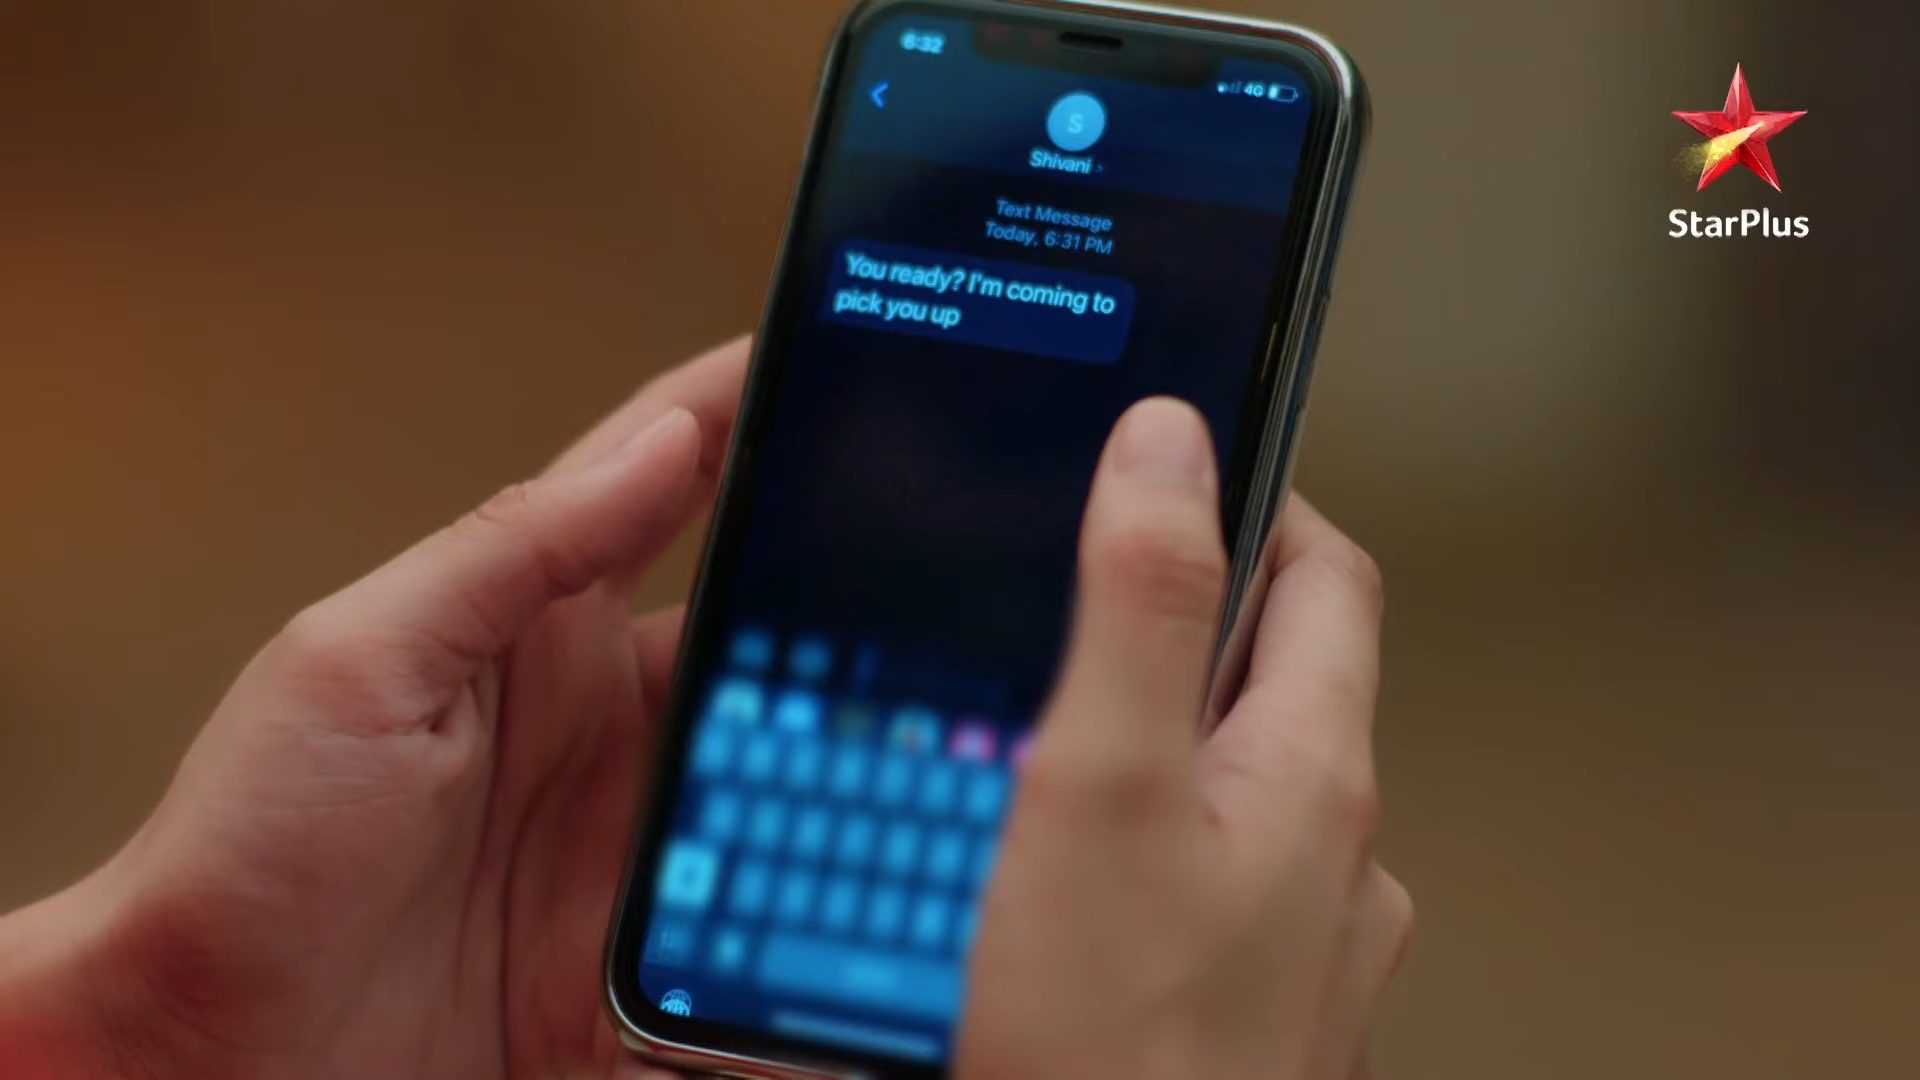 6:32
4G
S
Shivani
Text Message
Today, 6:31 PM
You ready? I'm coming to
pick you up
StarPlus